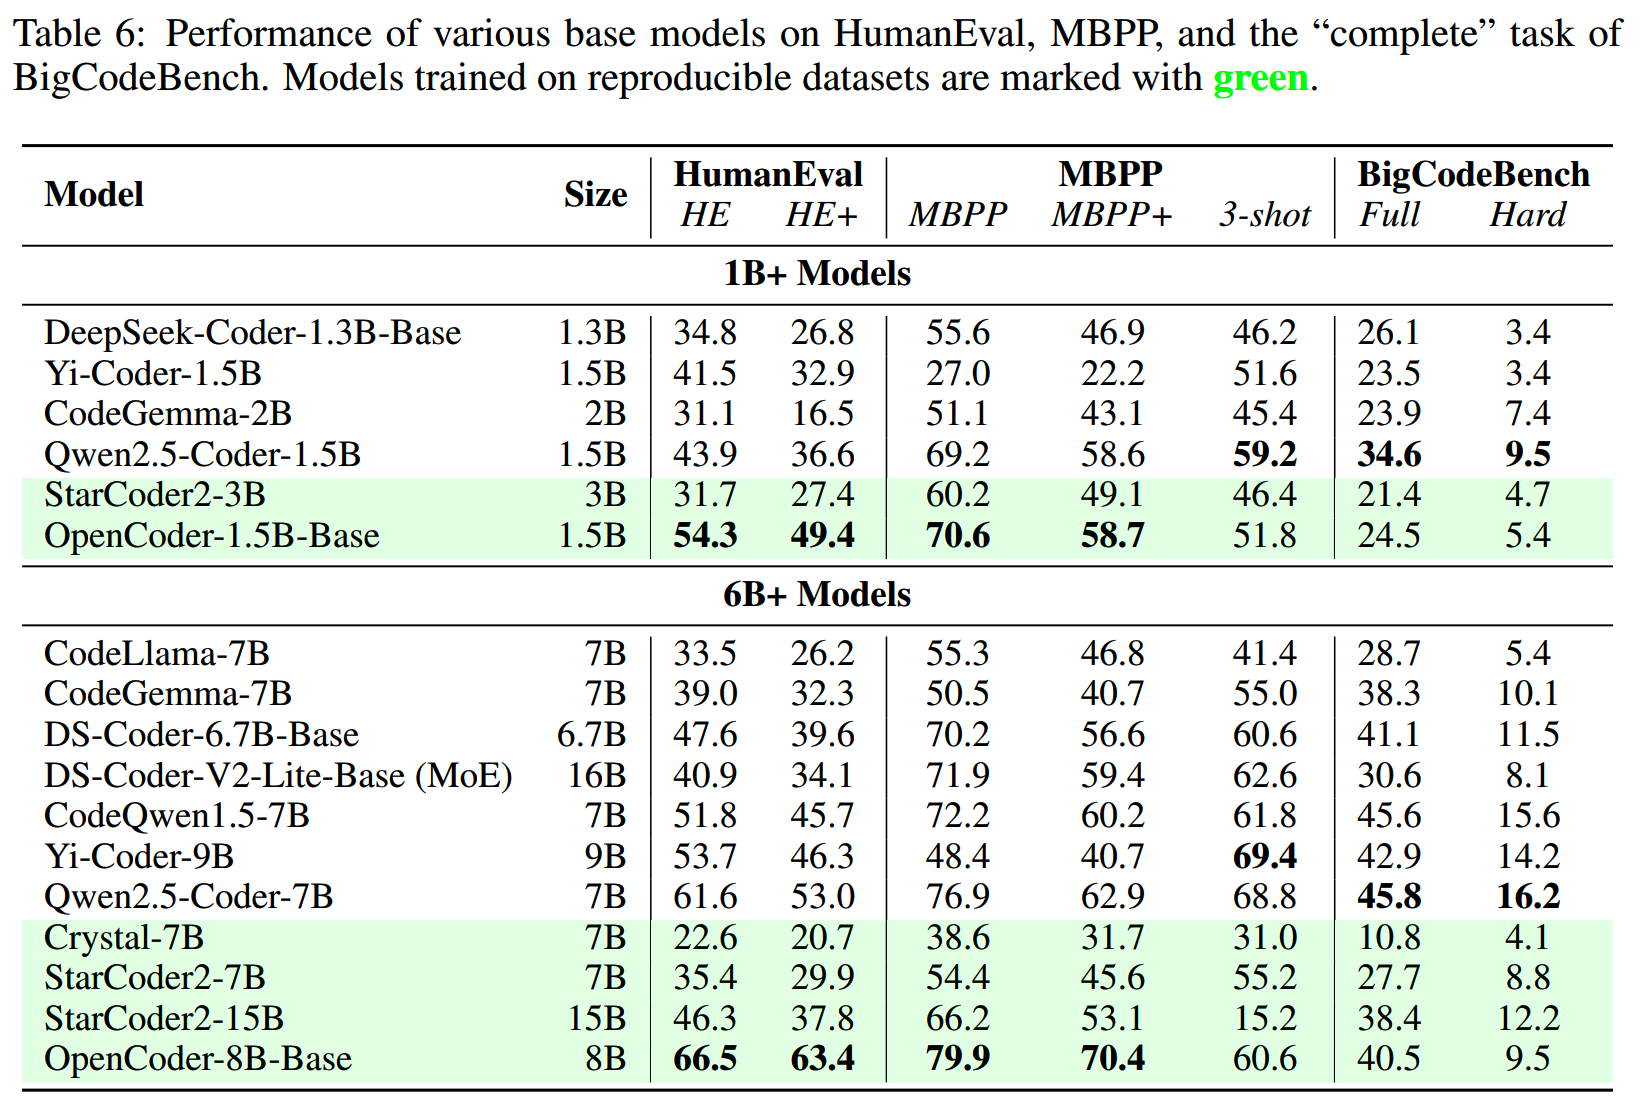 Table 6: Performance of various base models on HumanEval, MBPP, and the “complete” task of
BigCodeBench. Models trained on reproducible datasets are marked with green.
Model Size HumanEval MBPP BigCodeBench
HE HE+ MBPP MBPP+ 3-shot Full Hard
1B+ Models
DeepSeek-Coder-1.3B-Base 1.3B 34.8 26.8 55.6 46.9 46.2 26.1 3.4
Yi-Coder-1.5B 1.5B 41.5 32.9 27.0 22.2 51.6 23.5 3.4
CodeGemma-2B 2B 31.1 16.5 51.1 43.1 45.4 23.9 7.4
Qwen2.5-Coder-1.5B 1.5B 43.9 36.6 69.2 58.6 59.2 34.6 9.5
StarCoder2-3B 3B 31.7 27.4 60.2 49.1 46.4 21.4 4.7
OpenCoder-1.5B-Base 1.5B 54.3 49.4 70.6 58.7 51.8 24.5 5.4
6B+ Models
CodeLlama-7B 7B 33.5 26.2 55.3 46.8 41.4 28.7 5.4
CodeGemma-7B 7B 39.0 32.3 50.5 40.7 55.0 38.3 10.1
DS-Coder-6.7B-Base 6.7B 47.6 39.6 70.2 56.6 60.6 41.1 11.5
DS-Coder-V2-Lite-Base (MoE) 16B 40.9 34.1 71.9 59.4 62.6 30.6 8.1
CodeQwen1.5-7B 7B 51.8 45.7 72.2 60.2 61.8 45.6 15.6
Yi-Coder-9B 9B 53.7 46.3 48.4 40.7 69.4 42.9 14.2
Qwen2.5-Coder-7B 7B 61.6 53.0 76.9 62.9 68.8 45.8 16.2
Crystal-7B 7B 22.6 20.7 38.6 31.7 31.0 10.8 4.1
StarCoder2-7B 7B 35.4 29.9 54.4 45.6 55.2 27.7 8.8
StarCoder2-15B 15B 46.3 37.8 66.2 53.1 15.2 38.4 12.2
OpenCoder-8B-Base 8B 66.5 63.4 79.9 70.4 60.6 40.5 9.5